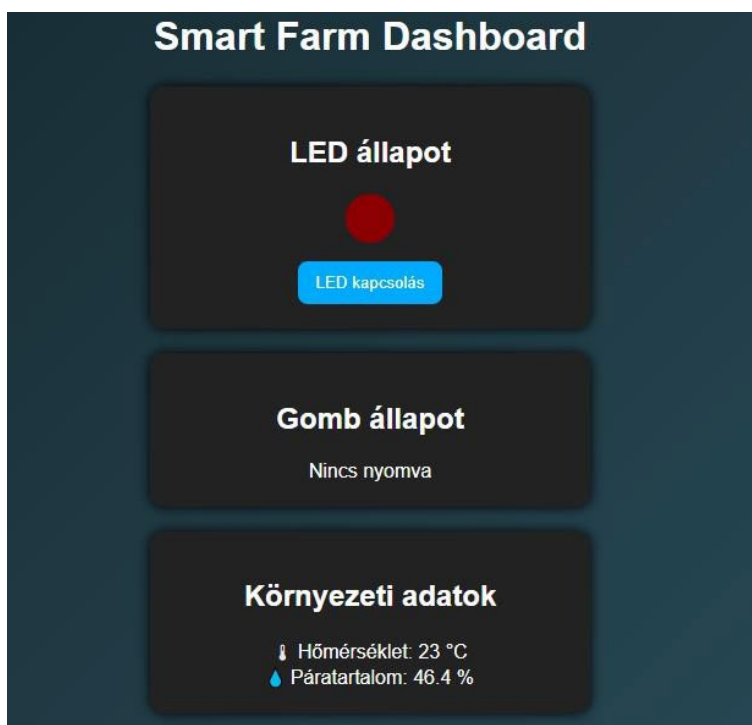 Smart Farm Dashboard
LED állapot
LED kapcsolás
Gomb állapot
Nincs nyomva
Környezeti adatok
🌡 Hőmérséklet: 23 °C
💧 Páratartalom: 46.4 %